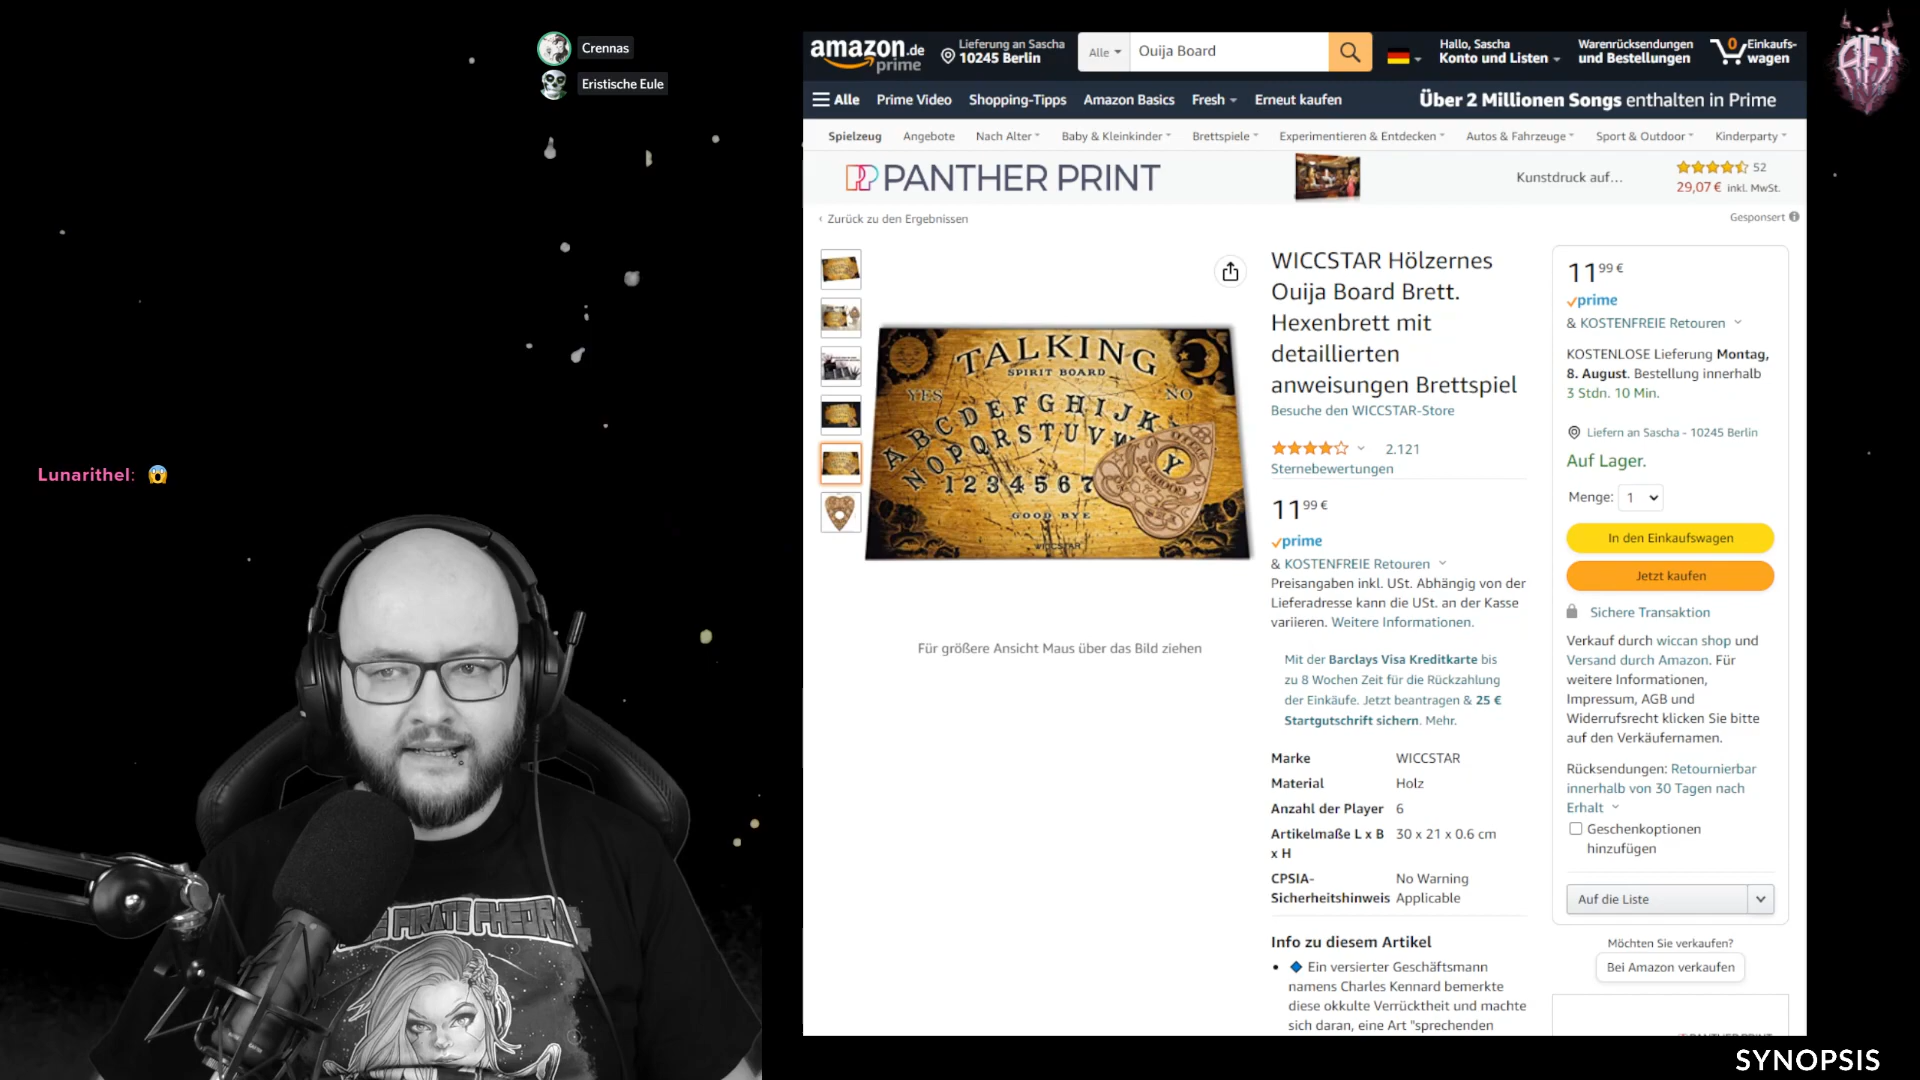 Crennas
Eristische Eule
Lunarithel: 😱
THE PIRATE PHEDRA
amazon.de
prime
Lieferung an Sascha
10245 Berlin
Alle
Ouija Board
Hallo, Sascha
Konto und Listen
Warenrücksendungen
und Bestellungen
0
Einkaufs-
wagen
AFT
Alle
Prime Video
Shopping-Tipps
Amazon Basics
Fresh
Erneut kaufen
Über 2 Millionen Songs enthalten in Prime
Spielzeug
Angebote
Nach Alter
Baby & Kleinkinder
Brettspiele
Experimentieren & Entdecken
Autos & Fahrzeuge
Sport & Outdoor
Kinderparty
PANTHER PRINT
Kunstdruck auf…
52
29,07 € inkl. MwSt.
‹ Zurück zu den Ergebnissen
Gesponsert
TALKING
SPIRIT BOARD
YES
NO
ABCDEFGHIJK
NOPQRSTUVW
1234567
GOOD BYE
WICCSTAR
Y
Für größere Ansicht Maus über das Bild ziehen
WICCSTAR Hölzernes
Ouija Board Brett.
Hexenbrett mit
detaillierten
anweisungen Brettspiel
Besuche den WICCSTAR-Store
2.121
Sternebewertungen
11 99 €
prime
& KOSTENFREIE Retouren
Preisangaben inkl. USt. Abhängig von der
Lieferadresse kann die USt. an der Kasse
variieren. Weitere Informationen.
Mit der Barclays Visa Kreditkarte bis
zu 8 Wochen Zeit für die Rückzahlung
der Einkäufe. Jetzt beantragen & 25 €
Startgutschrift sichern. Mehr.
Marke WICCSTAR
Material Holz
Anzahl der Player 6
Artikelmaße L x B 30 x 21 x 0.6 cm
x H
CPSIA- No Warning
Sicherheitshinweis Applicable
Info zu diesem Artikel
• 🔷 Ein versierter Geschäftsmann
namens Charles Kennard bemerkte
diese okkulte Verrücktheit und machte
sich daran, eine Art "sprechenden
11 99 €
prime
& KOSTENFREIE Retouren
KOSTENLOSE Lieferung Montag,
8. August. Bestellung innerhalb
3 Stdn. 10 Min.
Liefern an Sascha - 10245 Berlin
Auf Lager.
Menge: 1
In den Einkaufswagen
Jetzt kaufen
Sichere Transaktion
Verkauf durch wiccan shop und
Versand durch Amazon. Für
weitere Informationen,
Impressum, AGB und
Widerrufsrecht klicken Sie bitte
auf den Verkäufernamen.
Rücksendungen: Retournierbar
innerhalb von 30 Tagen nach
Erhalt
Geschenkoptionen
hinzufügen
Auf die Liste
Möchten Sie verkaufen?
Bei Amazon verkaufen
SYNOPSIS